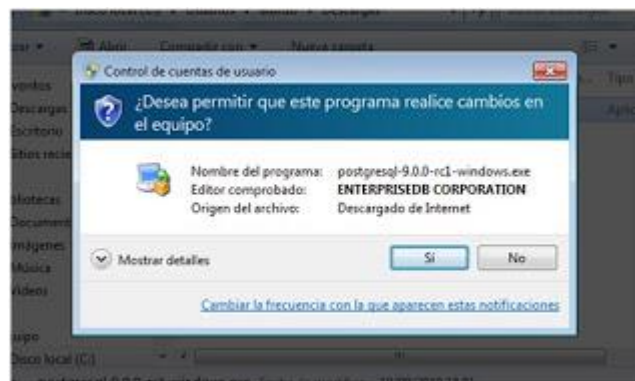 Abrir
Compartir con
Nueva carpeta
Control de cuentas de usuario
¿Desea permitir que este programa realice cambios en
el equipo?
Nombre del programa: postgresql-9.0.0-rc1-windows.exe
Editor comprobado: ENTERPRISEDB CORPORATION
Origen del archivo: Descargado de Internet
Mostrar detalles
Sí
No
Cambiar la frecuencia con la que aparecen estas notificaciones
Descargas
Escritorio
Música
Disco local (C:)